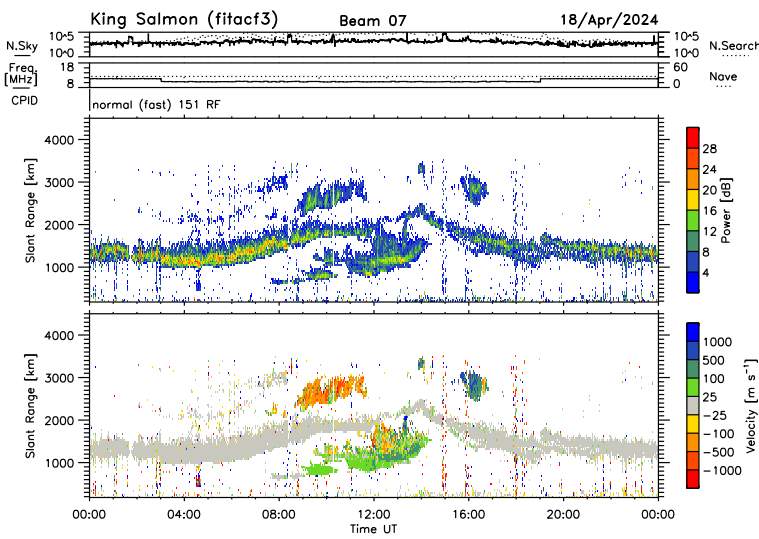 King Salmon (fitacf3) Beam 07 18/Apr/2024
N.Sky 10^5 10^0 10^5 10^0 N.Search
Freq. [MHz] 18 8 60 0 Nave
CPID normal (fast) 151 RF
Slant Range [km]
4000
3000
2000
1000
Power [dB]
28
24
20
16
12
8
4
Slant Range [km]
4000
3000
2000
1000
Velocity [m s⁻¹]
1000
500
100
25
−25
−100
−500
−1000
00:00 04:00 08:00 12:00 16:00 20:00 00:00
Time UT